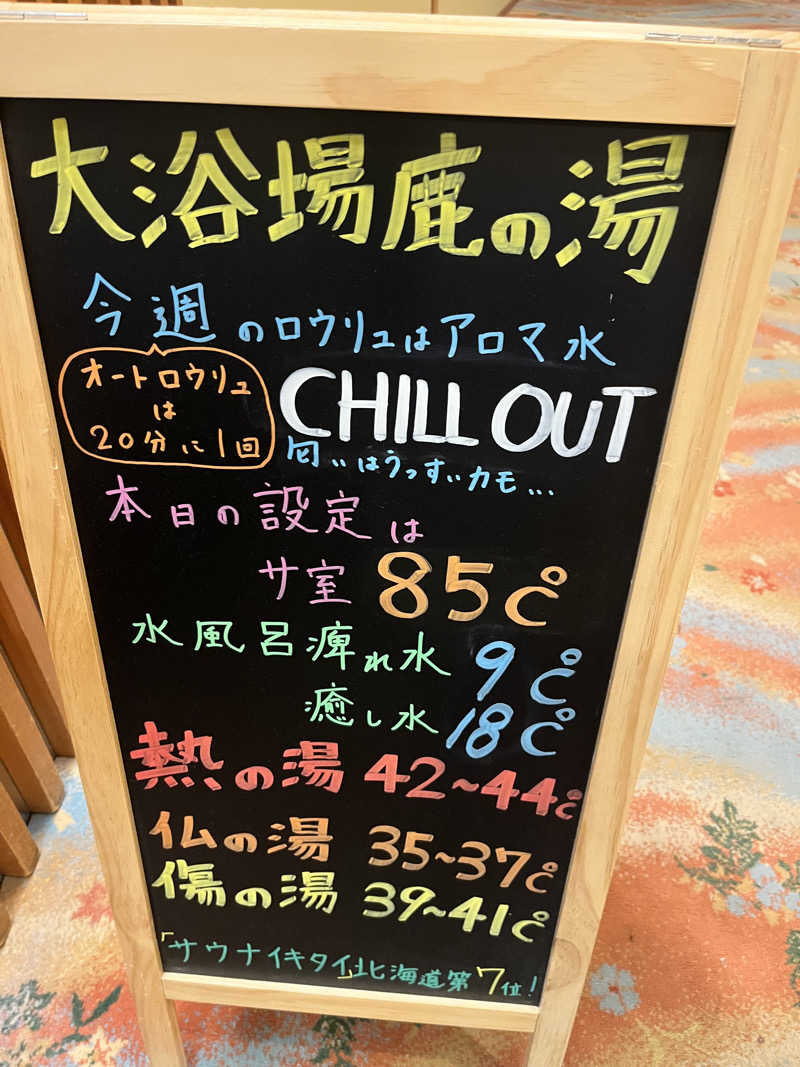 大浴場鹿の湯
今週のロウリュはアロマ水
オートロウリュ
は
20分に1回
CHILL OUT
匂いはうっすいカモ...
本日の設定は
サ室 85℃
水風呂痺れ水 9℃
癒し水 18℃
熱の湯 42~44℃
仏の湯 35~37℃
傷の湯 39~41℃
「サウナイキタイ」北海道第7位!